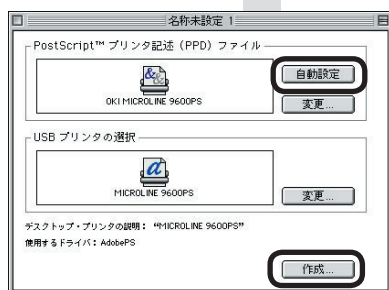 名称未設定 1
PostScript™ プリンタ記述（PPD）ファイル
自動設定
OKI MICROLINE 9600PS
変更...
USB プリンタの選択
MICROLINE 9600PS
変更...
デスクトップ・プリンタの説明： “MICROLINE 9600PS”
使用するドライバ：AdobePS
作成...